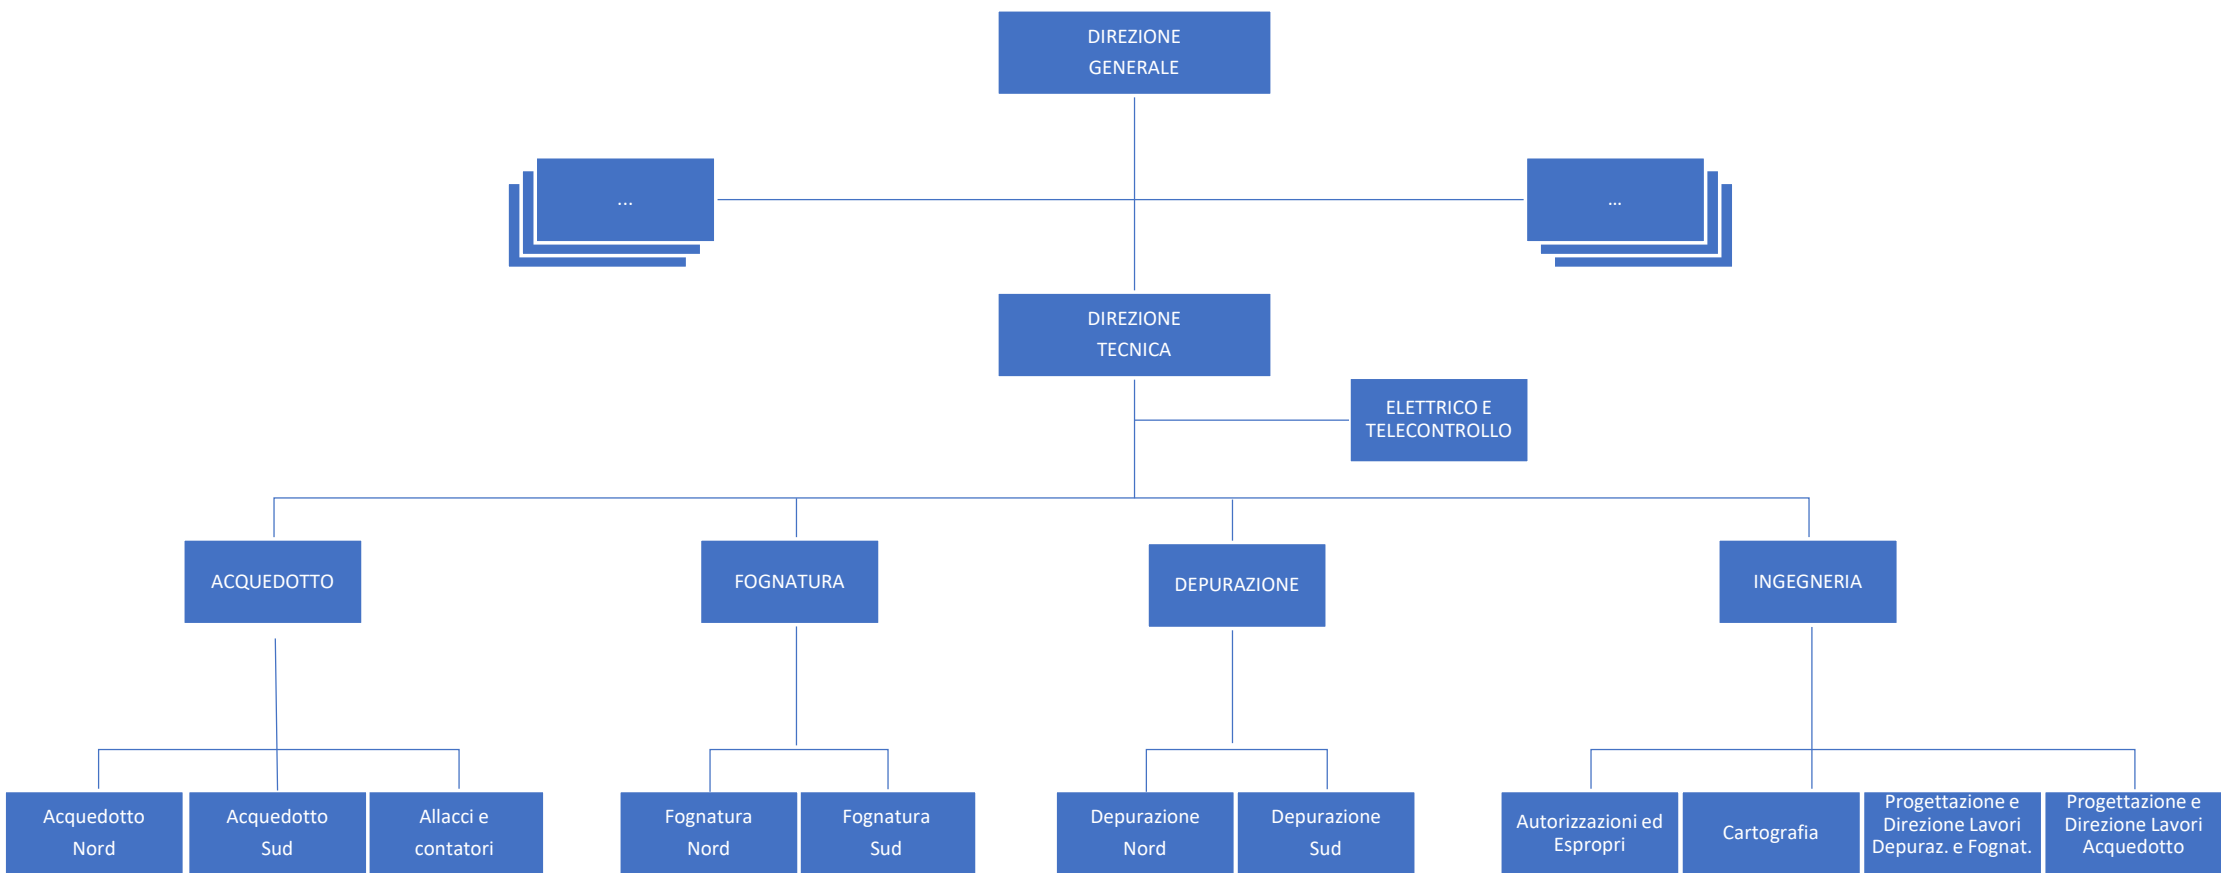 DIREZIONE
GENERALE
...
...
DIREZIONE
TECNICA
ELETTRICO E
TELECONTROLLO
ACQUEDOTTO
FOGNATURA
DEPURAZIONE
INGEGNERIA
Acquedotto
Nord
Acquedotto
Sud
Allacci e
contatori
Fognatura
Nord
Fognatura
Sud
Depurazione
Nord
Depurazione
Sud
Autorizzazioni ed
Espropri
Cartografia
Progettazione e
Direzione Lavori
Depuraz. e Fognat.
Progettazione e
Direzione Lavori
Acquedotto